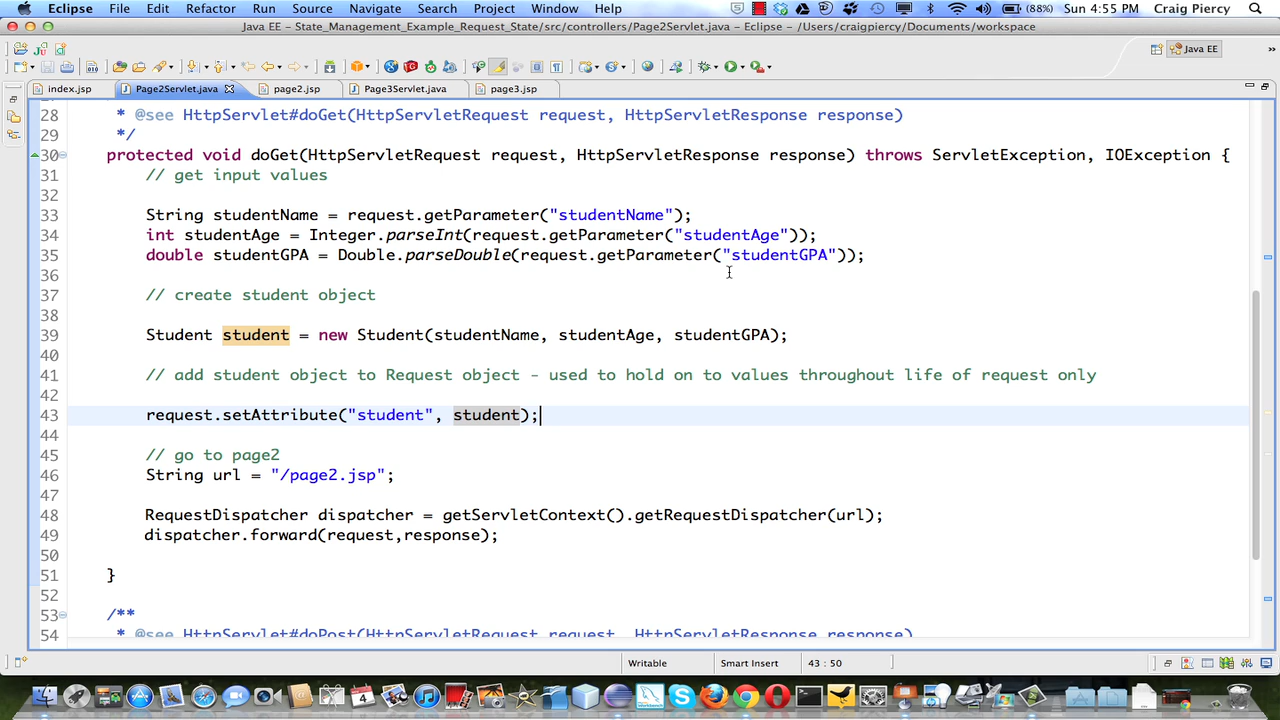 Eclipse File Edit Refactor Run Source Navigate Search Project Window Help (88%) Sun 4:55 PM Craig Piercy
Java EE - State_Management_Example_Request_State/src/controllers/Page2Servlet.java - Eclipse - /Users/craigpiercy/Documents/workspace
Java EE
index.jsp Page2Servlet.java page2.jsp Page3Servlet.java page3.jsp
28 * @see HttpServlet#doGet(HttpServletRequest request, HttpServletResponse response)
29 */
30 protected void doGet(HttpServletRequest request, HttpServletResponse response) throws ServletException, IOException {
31 // get input values
32
33 String studentName = request.getParameter("studentName");
34 int studentAge = Integer.parseInt(request.getParameter("studentAge"));
35 double studentGPA = Double.parseDouble(request.getParameter("studentGPA"));
36
37 // create student object
38
39 Student student = new Student(studentName, studentAge, studentGPA);
40
41 // add student object to Request object - used to hold on to values throughout life of request only
42
43 request.setAttribute("student", student);
44
45 // go to page2
46 String url = "/page2.jsp";
47
48 RequestDispatcher dispatcher = getServletContext().getRequestDispatcher(url);
49 dispatcher.forward(request,response);
50
51 }
52
53 /**
54 * @see HttpServlet#doPost(HttpServletRequest request, HttpServletResponse response)
Writable Smart Insert 43 : 50